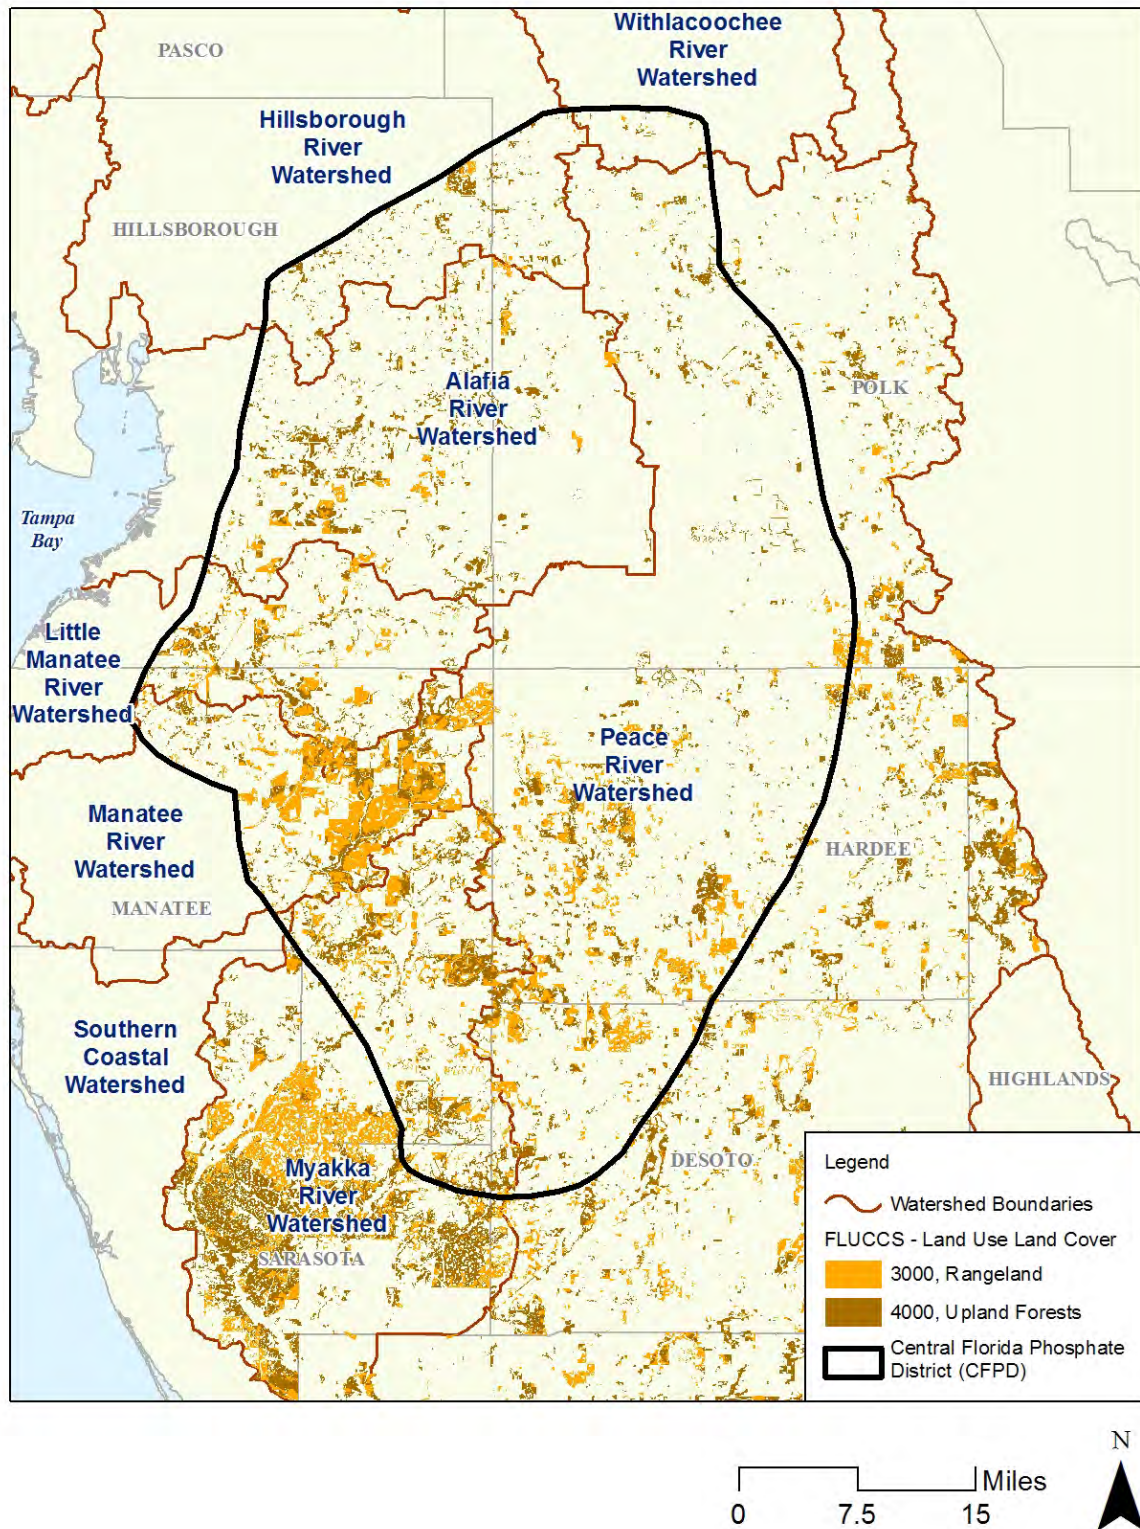 PASCO
Withlacoochee
River
Watershed
Hillsborough
River
Watershed
HILLSBOROUGH
Alafia
River
Watershed
POLK
Tampa
Bay
Little
Manatee
River
Watershed
Peace
River
Watershed
Manatee
River
Watershed
MANATEE
HARDEE
Southern
Coastal
Watershed
HIGHLANDS
Myakka
River
Watershed
SARASOTA
DESOTO
Legend
Watershed Boundaries
FLUCCS - Land Use Land Cover
3000, Rangeland
4000, Upland Forests
Central Florida Phosphate
District (CFPD)
N
Miles
0 7.5 15